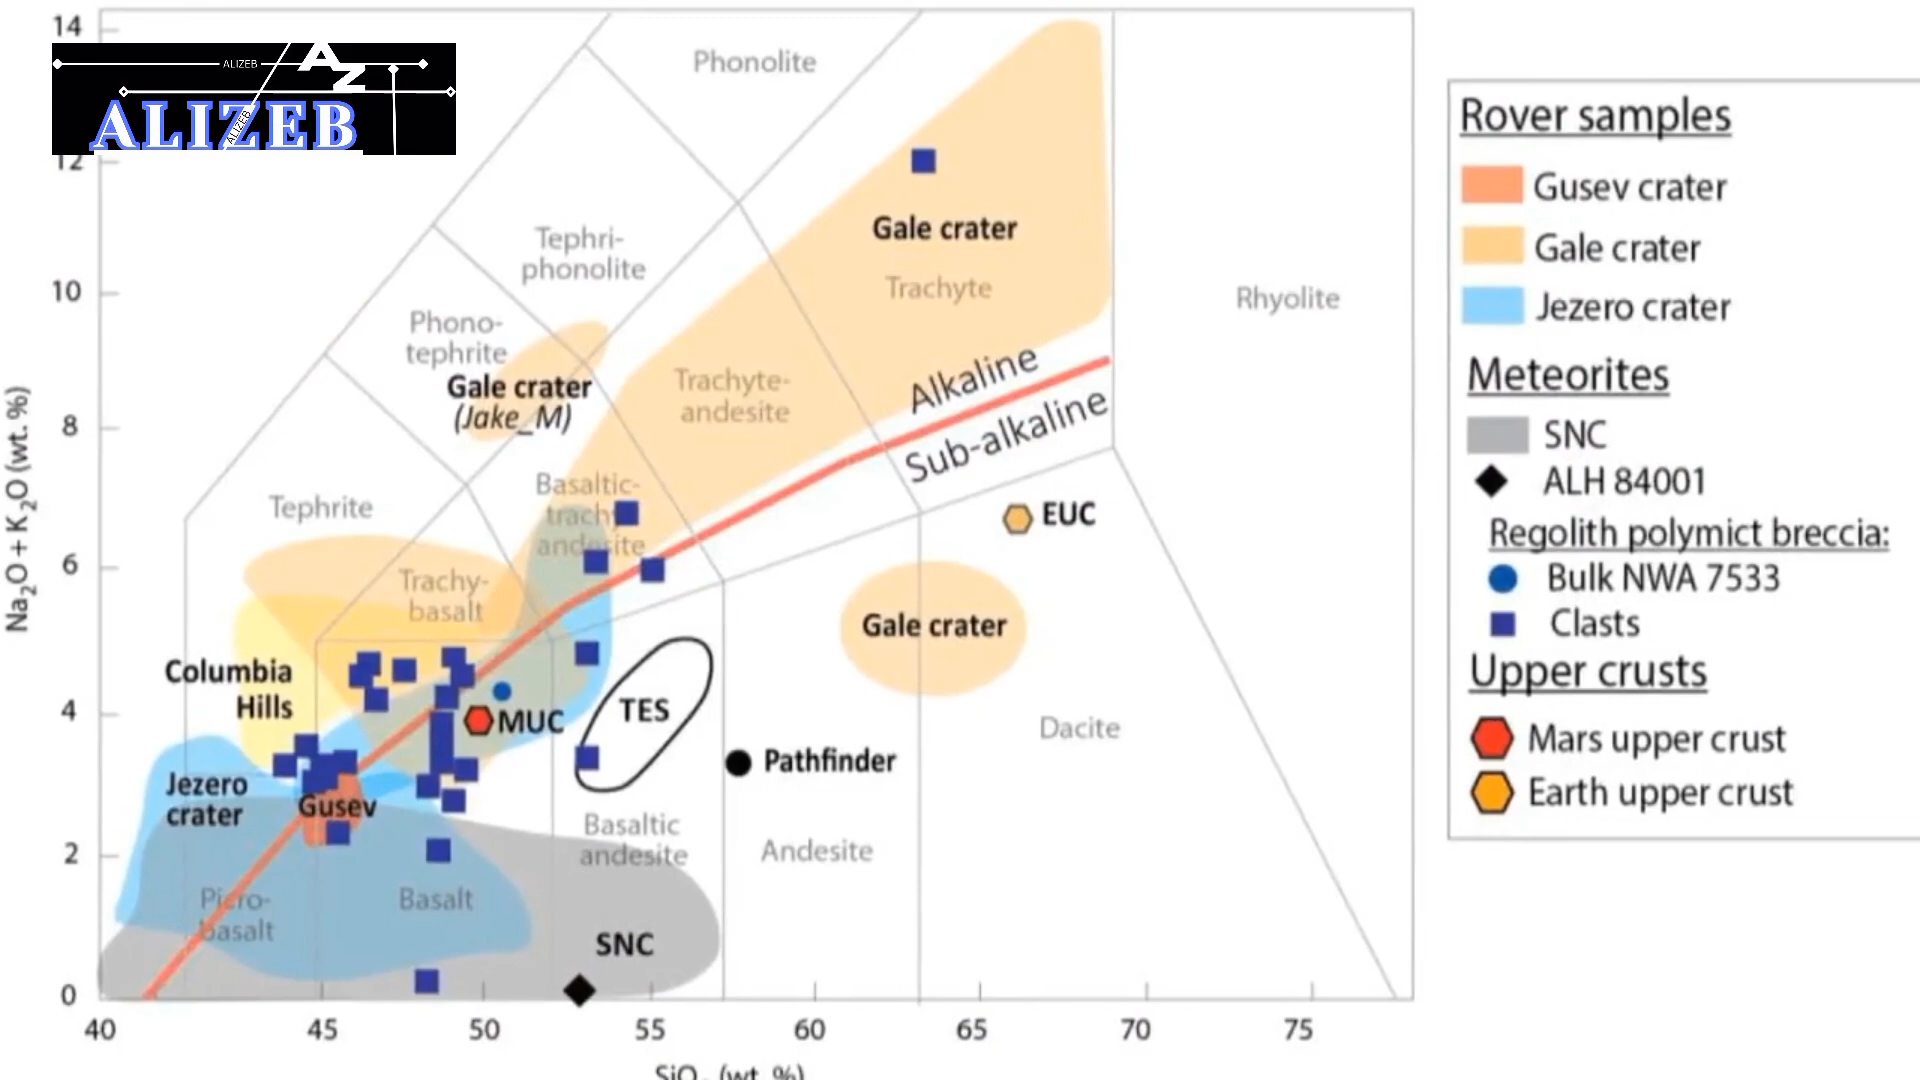 14
12
10
8
6
4
2
0
Na2O + K2O (wt. %)
ALIZEB
AZ
ALIZEB
ALIZEB
Phonolite
Tephri-
phonolite
Phono-
tephrite
Gale crater
(Jake_M)
Gale crater
Trachyte
Rhyolite
Trachyte-
andesite
Alkaline
Sub-alkaline
Tephrite
Basaltic-
trachy
andesite
EUC
Trachy-
basalt
Gale crater
Columbia
Hills
TES
MUC
Dacite
Pathfinder
Jezero
crater
Gusev
Basaltic
andesite
Andesite
Picro-
basalt
Basalt
SNC
40 45 50 55 60 65 70 75
SiO2 (wt. %)
Rover samples
Gusev crater
Gale crater
Jezero crater
Meteorites
SNC
ALH 84001
Regolith polymict breccia:
Bulk NWA 7533
Clasts
Upper crusts
Mars upper crust
Earth upper crust